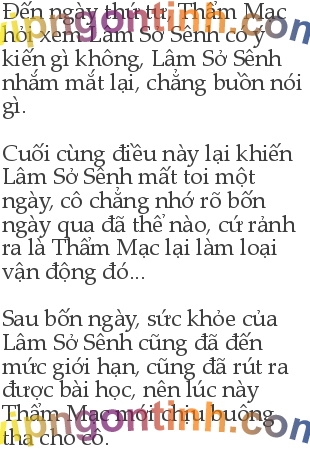 Đến ngày thứ tư, Thẩm Mạc
hỏi xem Lâm Sở Sênh có ý
kiến gì không, Lâm Sở Sênh
nhắm mắt lại, chẳng buồn nói
gì.
Cuối cùng điều này lại khiến
Lâm Sở Sênh mất toi một
ngày, cô chẳng nhớ rõ bốn
ngày qua đã thể nào, cứ rảnh
ra là Thẩm Mạc lại làm loại
vận động đó...
Sau bốn ngày, sức khỏe của
Lâm Sở Sênh cũng đã đến
mức giới hạn, cũng đã rút ra
được bài học, nên lúc này
Thẩm Mạc mới chịu buông
tha cho cô.
vipngontinh.com
vipngontinh.com